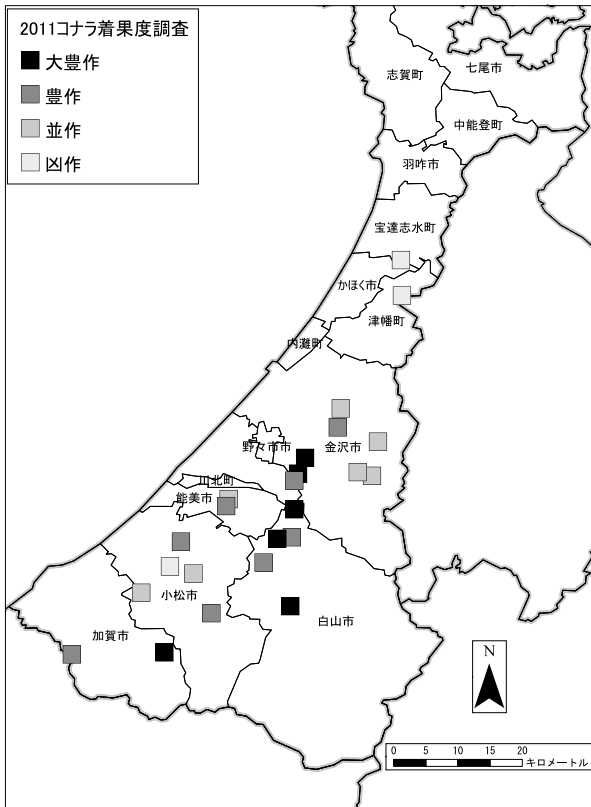 2011コナラ着果度調査
大豊作
豊作
並作
凶作
七尾市
志賀町
中能登町
羽咋市
宝達志水町
かほく市
津幡町
内灘町
野々市市
金沢市
川北町
能美市
小松市
白山市
加賀市
N
0 5 10 15 20
キロメートル